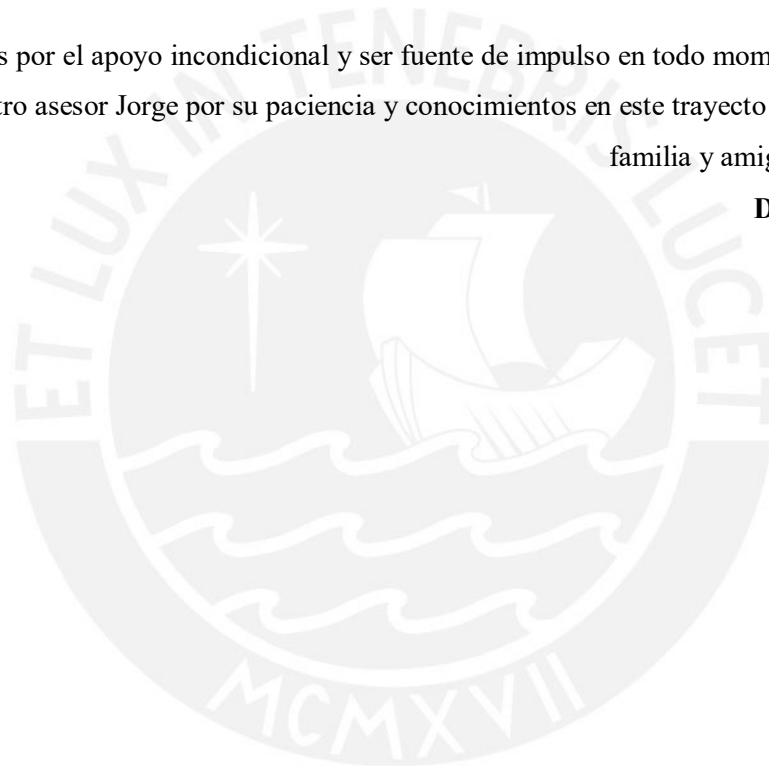 s por el apoyo incondicional y ser fuente de impulso en todo mom
tro asesor Jorge por su paciencia y conocimientos en este trayecto
familia y amig
D
ET LUX IN TENEBRIS LUCET
MCMXVII